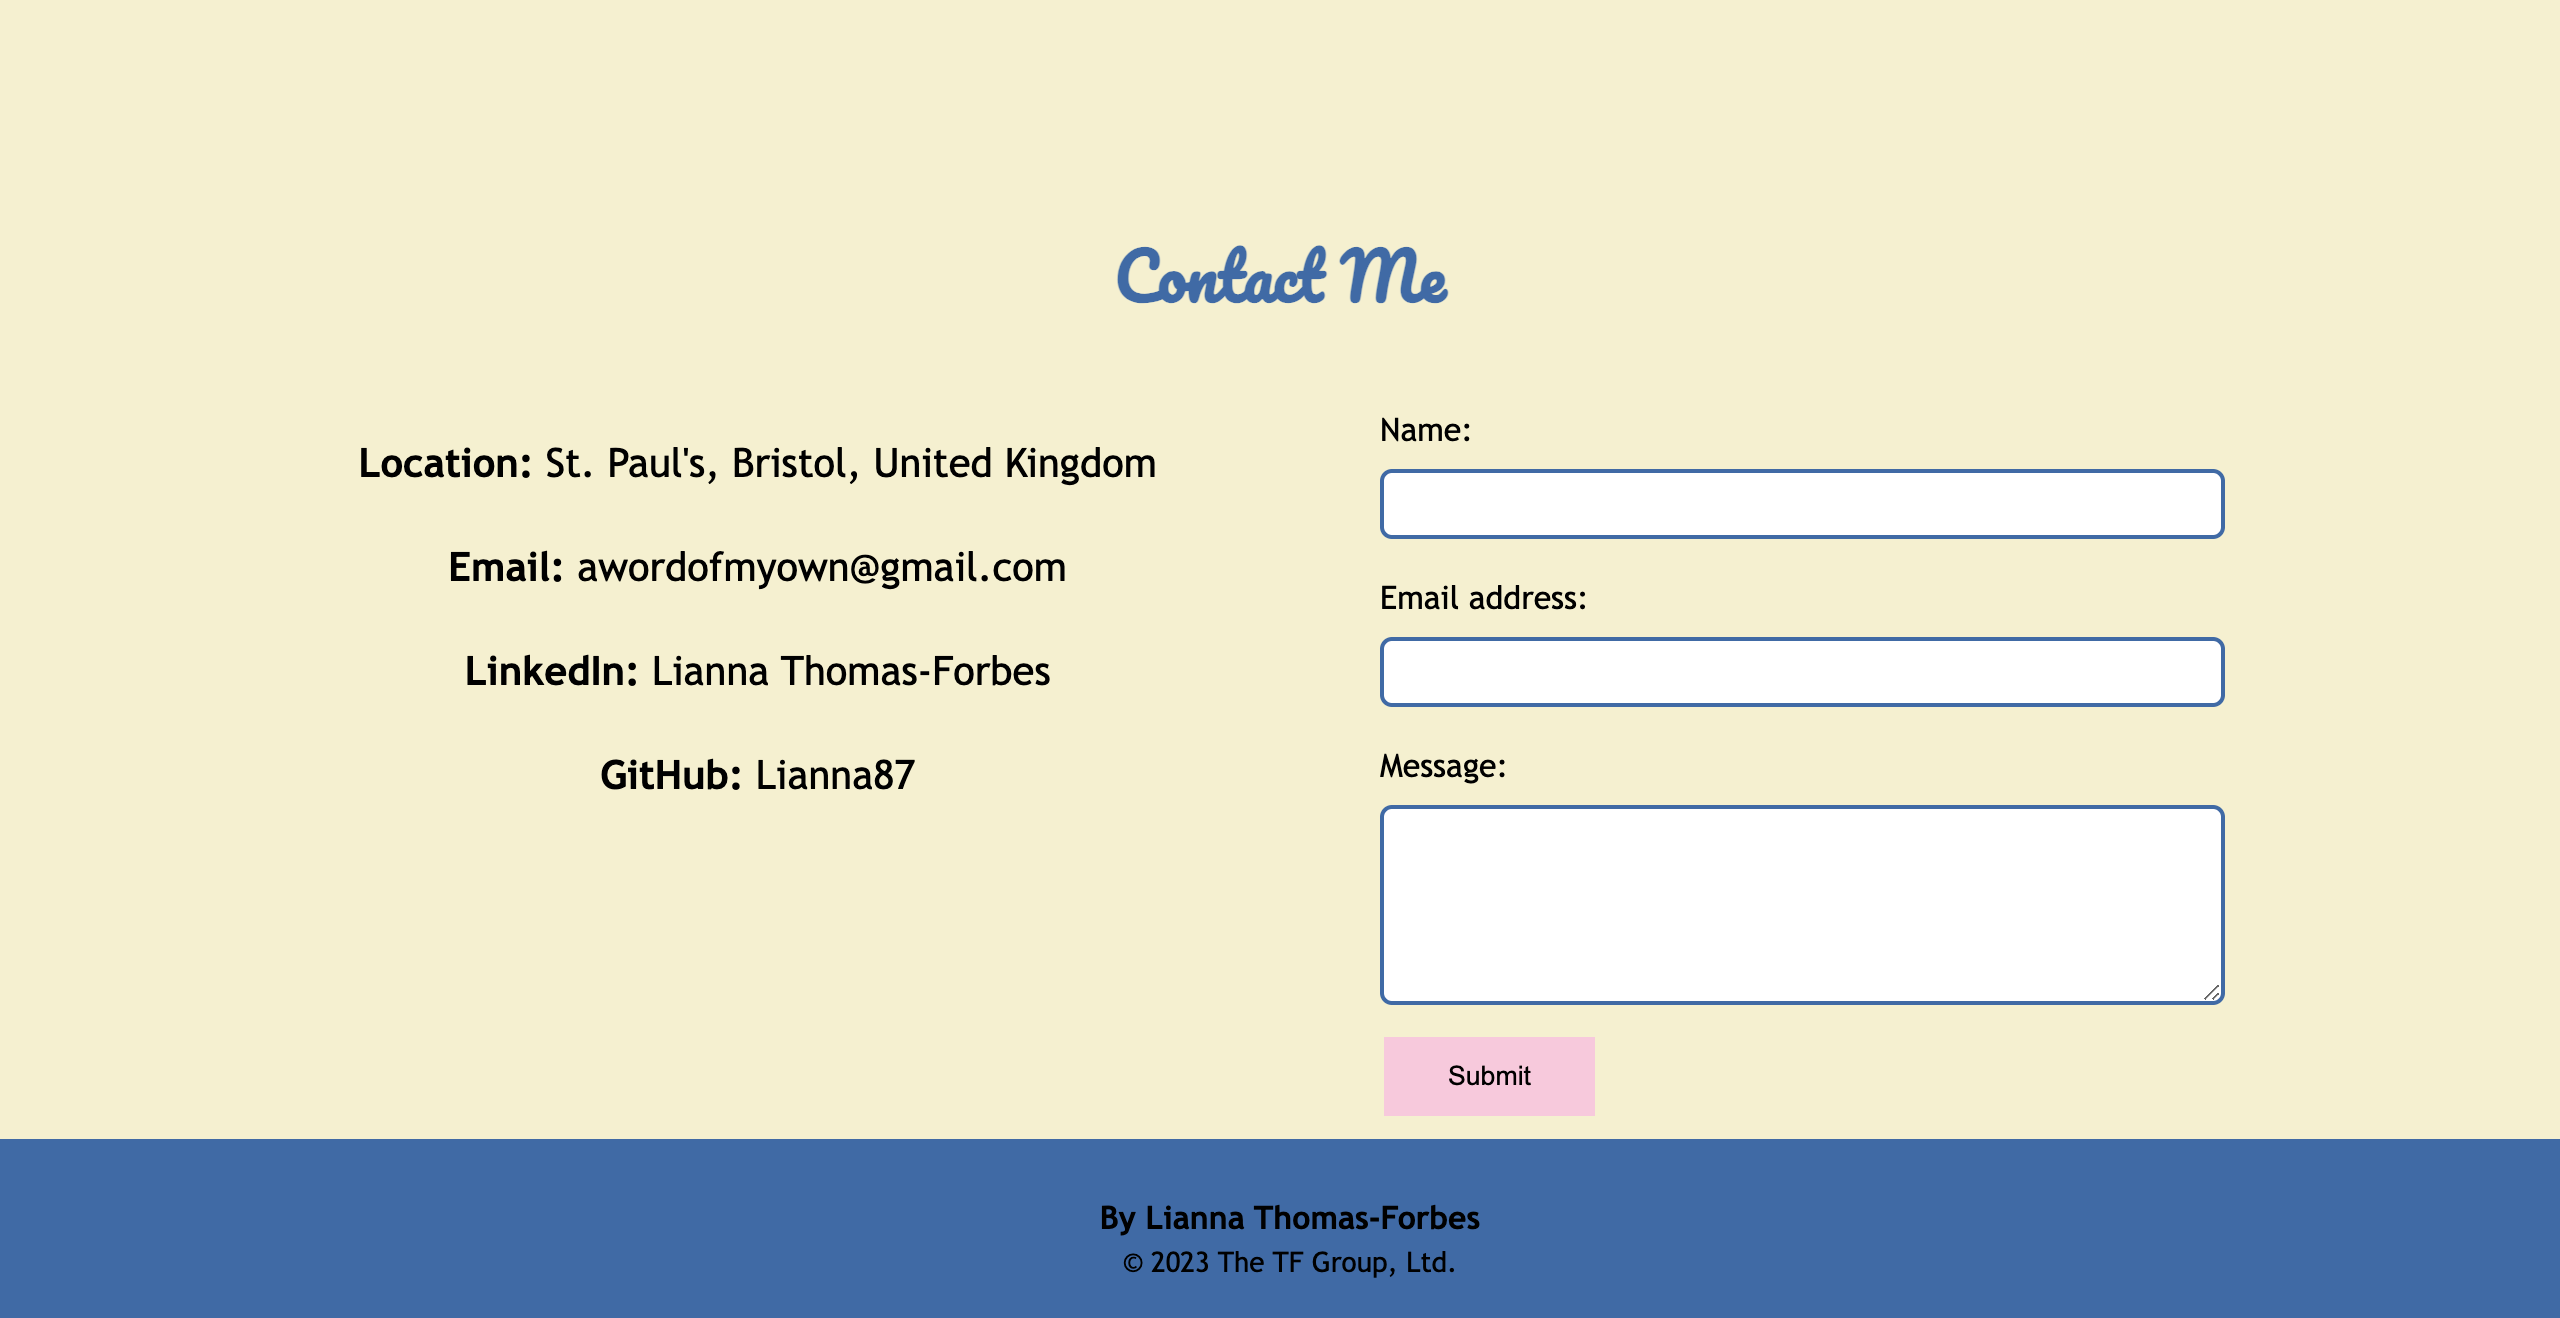 Contact Me
Location: St. Paul's, Bristol, United Kingdom
Email: awordofmyown@gmail.com
LinkedIn: Lianna Thomas-Forbes
GitHub: Lianna87
Name:
Email address:
Message:
Submit
By Lianna Thomas-Forbes
© 2023 The TF Group, Ltd.